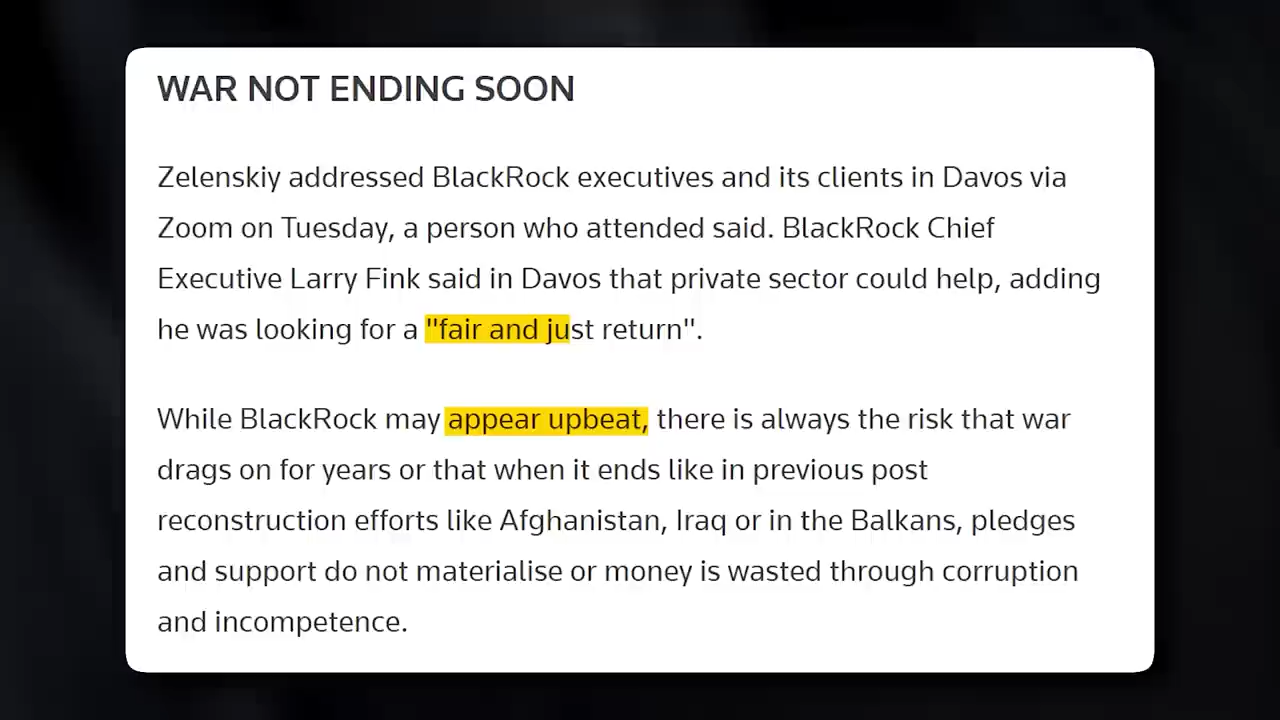 WAR NOT ENDING SOON
Zelenskiy addressed BlackRock executives and its clients in Davos via
Zoom on Tuesday, a person who attended said. BlackRock Chief
Executive Larry Fink said in Davos that private sector could help, adding
he was looking for a "fair and just return".
While BlackRock may appear upbeat, there is always the risk that war
drags on for years or that when it ends like in previous post
reconstruction efforts like Afghanistan, Iraq or in the Balkans, pledges
and support do not materialise or money is wasted through corruption
and incompetence.